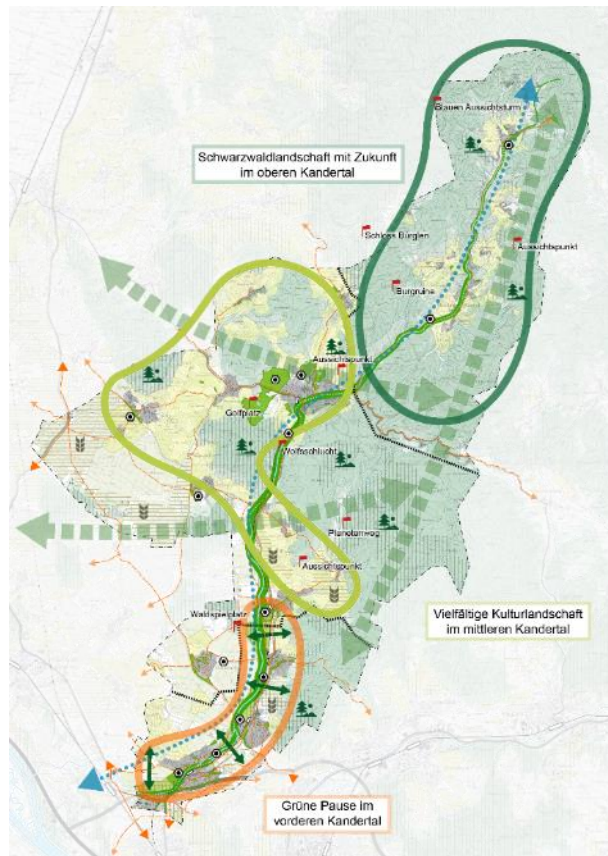 Blauen Aussichtsturm
Schwarzwaldlandschaft mit Zukunft
im oberen Kandertal
Schloss Bürglen
Aussichtspunkt
Burgruine
Aussichtspunkt
Golfplatz
Wolfsschlucht
Planetenweg
Aussichtspunkt
Waldspielplatz
Vielfältige Kulturlandschaft
im mittleren Kandertal
Grüne Pause im
vorderen Kandertal